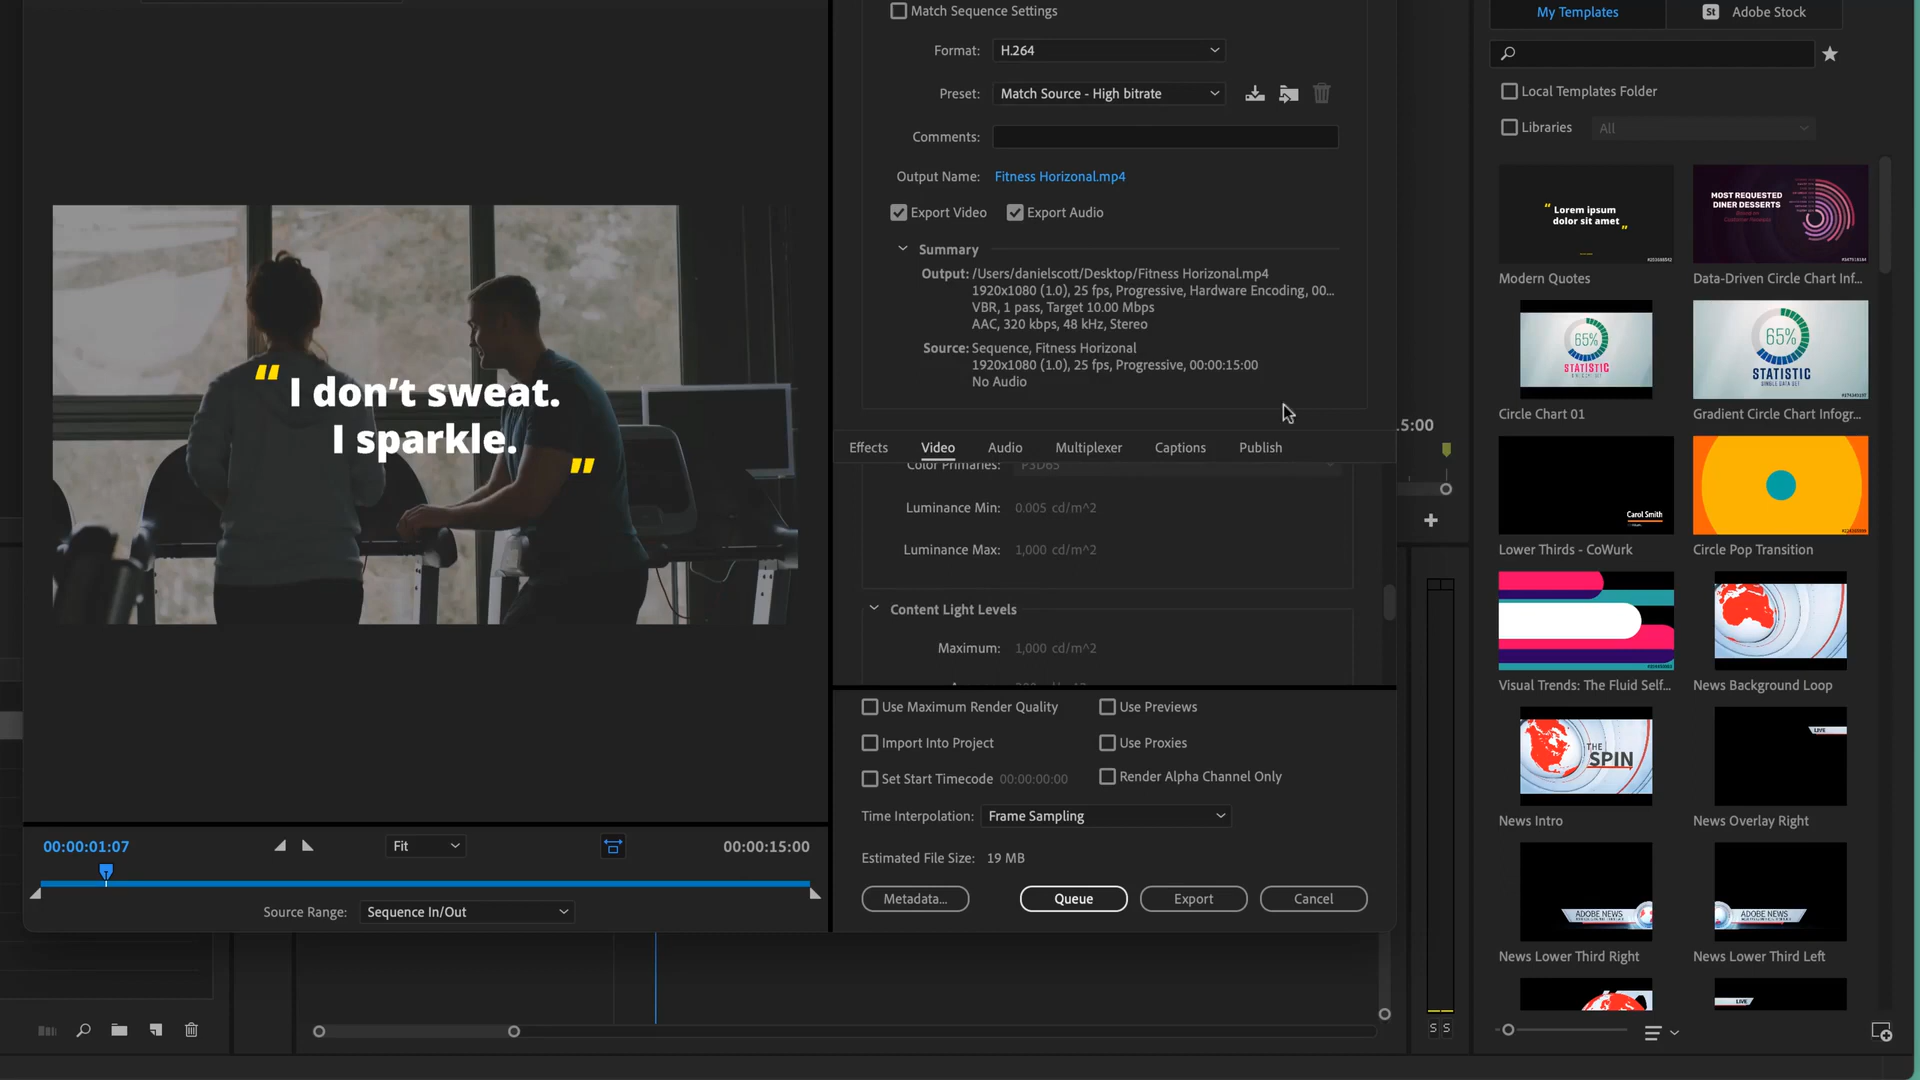 Match Sequence Settings
Format: H.264
Preset: Match Source - High bitrate
Comments:
Output Name: Fitness Horizonal.mp4
Export Video Export Audio
Summary
Output: /Users/danielscott/Desktop/Fitness Horizonal.mp4
1920x1080 (1.0), 25 fps, Progressive, Hardware Encoding, 00...
VBR, 1 pass, Target 10.00 Mbps
AAC, 320 kbps, 48 kHz, Stereo
Source: Sequence, Fitness Horizonal
1920x1080 (1.0), 25 fps, Progressive, 00:00:15:00
No Audio
“ I don’t sweat.
I sparkle. ”
Effects Video Audio Multiplexer Captions Publish
Color Primaries: P3D65
Luminance Min: 0.005 cd/m^2
Luminance Max: 1,000 cd/m^2
Content Light Levels
Maximum: 1,000 cd/m^2
Use Maximum Render Quality Use Previews
Import Into Project Use Proxies
Set Start Timecode 00:00:00:00 Render Alpha Channel Only
Time Interpolation: Frame Sampling
Estimated File Size: 19 MB
Metadata... Queue Export Cancel
00:00:01:07 Fit 00:00:15:00
Source Range: Sequence In/Out
5:00
S S
My Templates St Adobe Stock
Local Templates Folder
Libraries All
“ Lorem ipsum
dolor sit amet ”
MOST REQUESTED
DINER DESSERTS
Modern Quotes Data-Driven Circle Chart Inf...
65%
STATISTIC
65%
STATISTIC
Circle Chart 01 Gradient Circle Chart Infogr...
Carol Smith
Lower Thirds - CoWurk Circle Pop Transition
Visual Trends: The Fluid Self... News Background Loop
THE
SPIN
LIVE
News Intro News Overlay Right
ADOBE NEWS
ADOBE NEWS
News Lower Third Right News Lower Third Left
LIVE